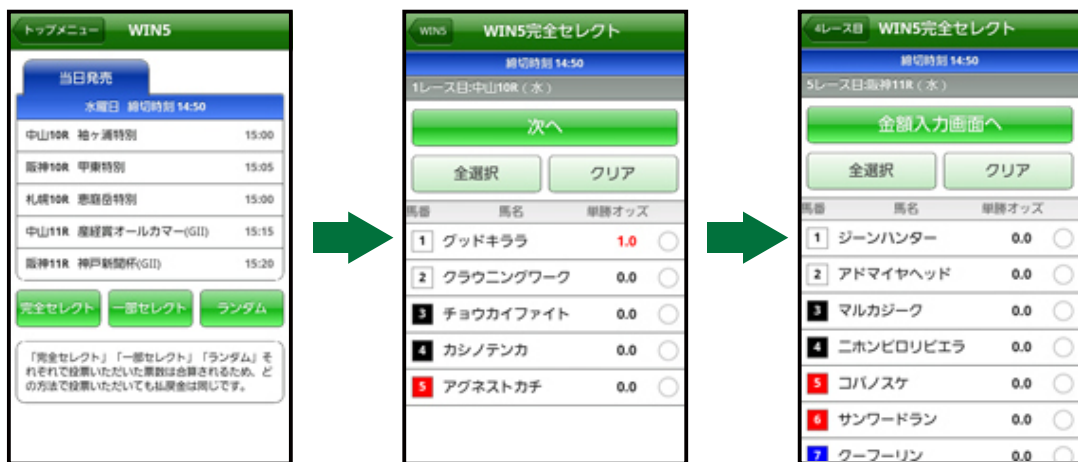 トップメニュー WIN5
当日発売
水曜日 締切時刻 14:50
中山10R 袖ヶ浦特別 15:00
阪神10R 甲東特別 15:05
札幌10R 恵庭岳特別 15:00
中山11R 産経賞オールカマー(GII) 15:15
阪神11R 神戸新聞杯(GII) 15:20
完全セレクト 一部セレクト ランダム
「完全セレクト」「一部セレクト」「ランダム」そ
れぞれで投票いただいた票数は合算されるため、ど
の方法で投票いただいても払戻金は同じです。
WIN5 WIN5完全セレクト
締切時刻 14:50
1レース目:中山10R(水)
次へ
全選択 クリア
馬番 馬名 単勝オッズ
1 グッドキララ 1.0
2 クラウニングワーク 0.0
3 チョウカイファイト 0.0
4 カシノテンカ 0.0
5 アグネストカチ 0.0
4レース目 WIN5完全セレクト
締切時刻 14:50
5レース目:阪神11R(水)
金額入力画面へ
全選択 クリア
馬番 馬名 単勝オッズ
1 ジーンハンター 0.0
2 アドマイヤヘッド 0.0
3 マルカジーク 0.0
4 ニホンピロリビエラ 0.0
5 コパノスケ 0.0
6 サンワードラン 0.0
7 クーフーリン 0.0